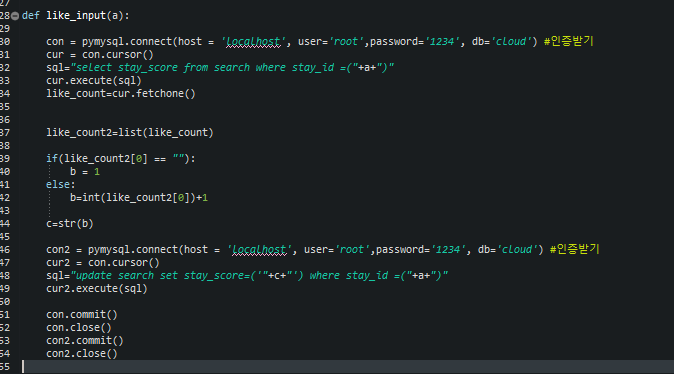 27
28 def like_input(a):
29
30 con = pymysql.connect(host = 'localhost', user='root',password='1234', db='cloud') #인증받기
31 cur = con.cursor()
32 sql="select stay_score from search where stay_id =("+a+")"
33 cur.execute(sql)
34 like_count=cur.fetchone()
35
36
37 like_count2=list(like_count)
38
39 if(like_count2[0] == ""):
40 b = 1
41 else:
42 b=int(like_count2[0])+1
43
44 c=str(b)
45
46 con2 = pymysql.connect(host = 'localhost', user='root',password='1234', db='cloud') #인증받기
47 cur2 = con.cursor()
48 sql="update search set stay_score=('"+c+"') where stay_id =("+a+")"
49 cur2.execute(sql)
50
51 con.commit()
52 con.close()
53 con2.commit()
54 con2.close()
55